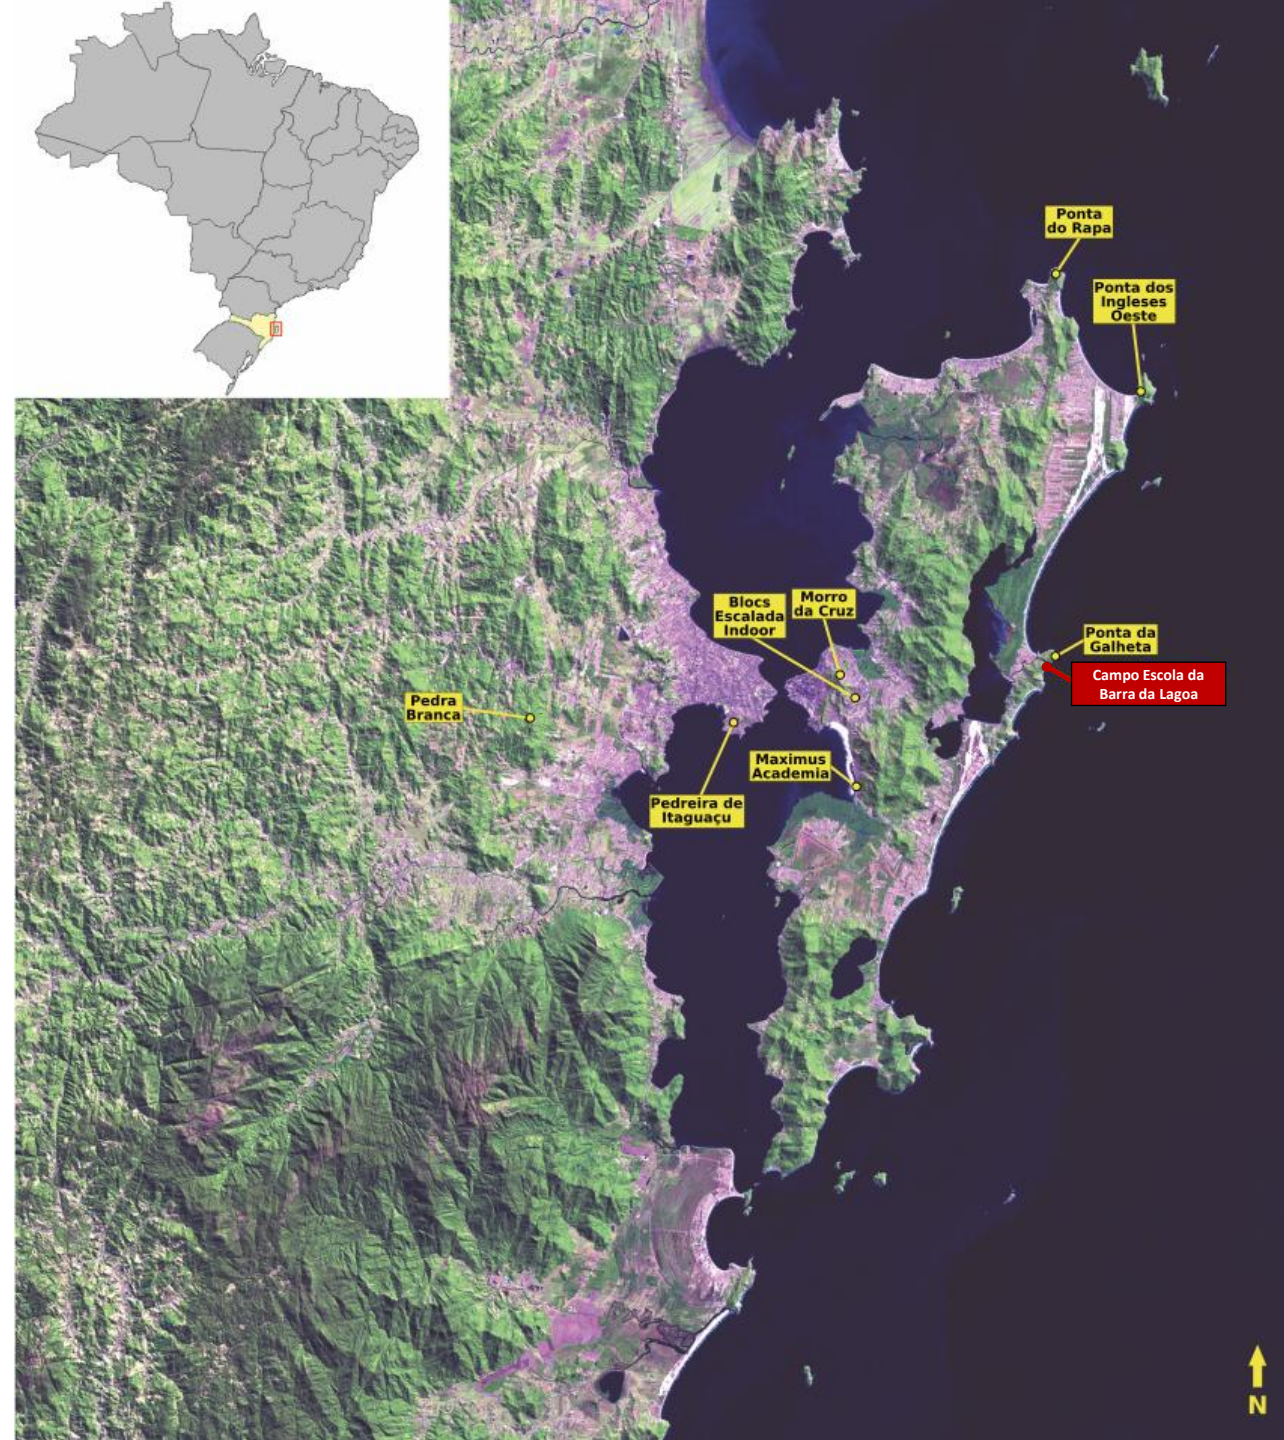 Ponta
do Rapa
Ponta dos
Ingleses
Oeste
Blocs
Escalada
Indoor
Morro
da Cruz
Ponta da
Galheta
Campo Escola da
Barra da Lagoa
Pedra
Branca
Maximus
Academia
Pedreira de
Itaguaçu
N